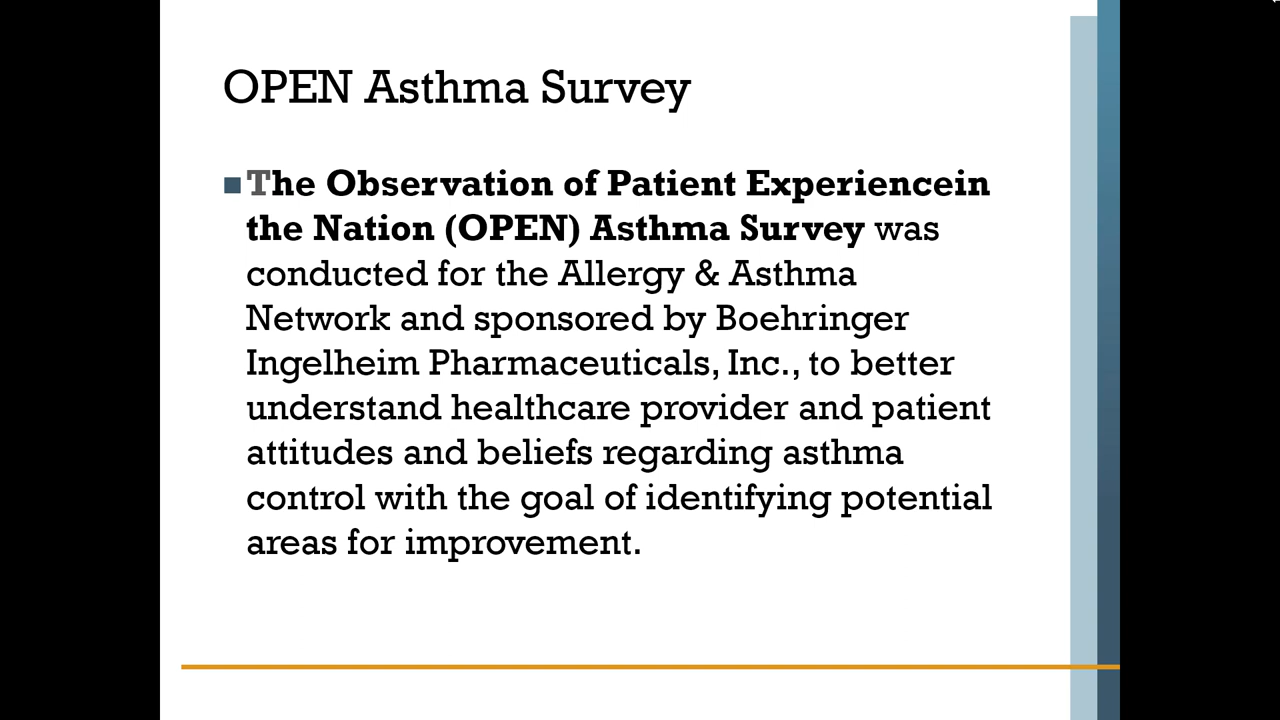 OPEN Asthma Survey
The Observation of Patient Experiencein
the Nation (OPEN) Asthma Survey was
conducted for the Allergy & Asthma
Network and sponsored by Boehringer
Ingelheim Pharmaceuticals, Inc., to better
understand healthcare provider and patient
attitudes and beliefs regarding asthma
control with the goal of identifying potential
areas for improvement.